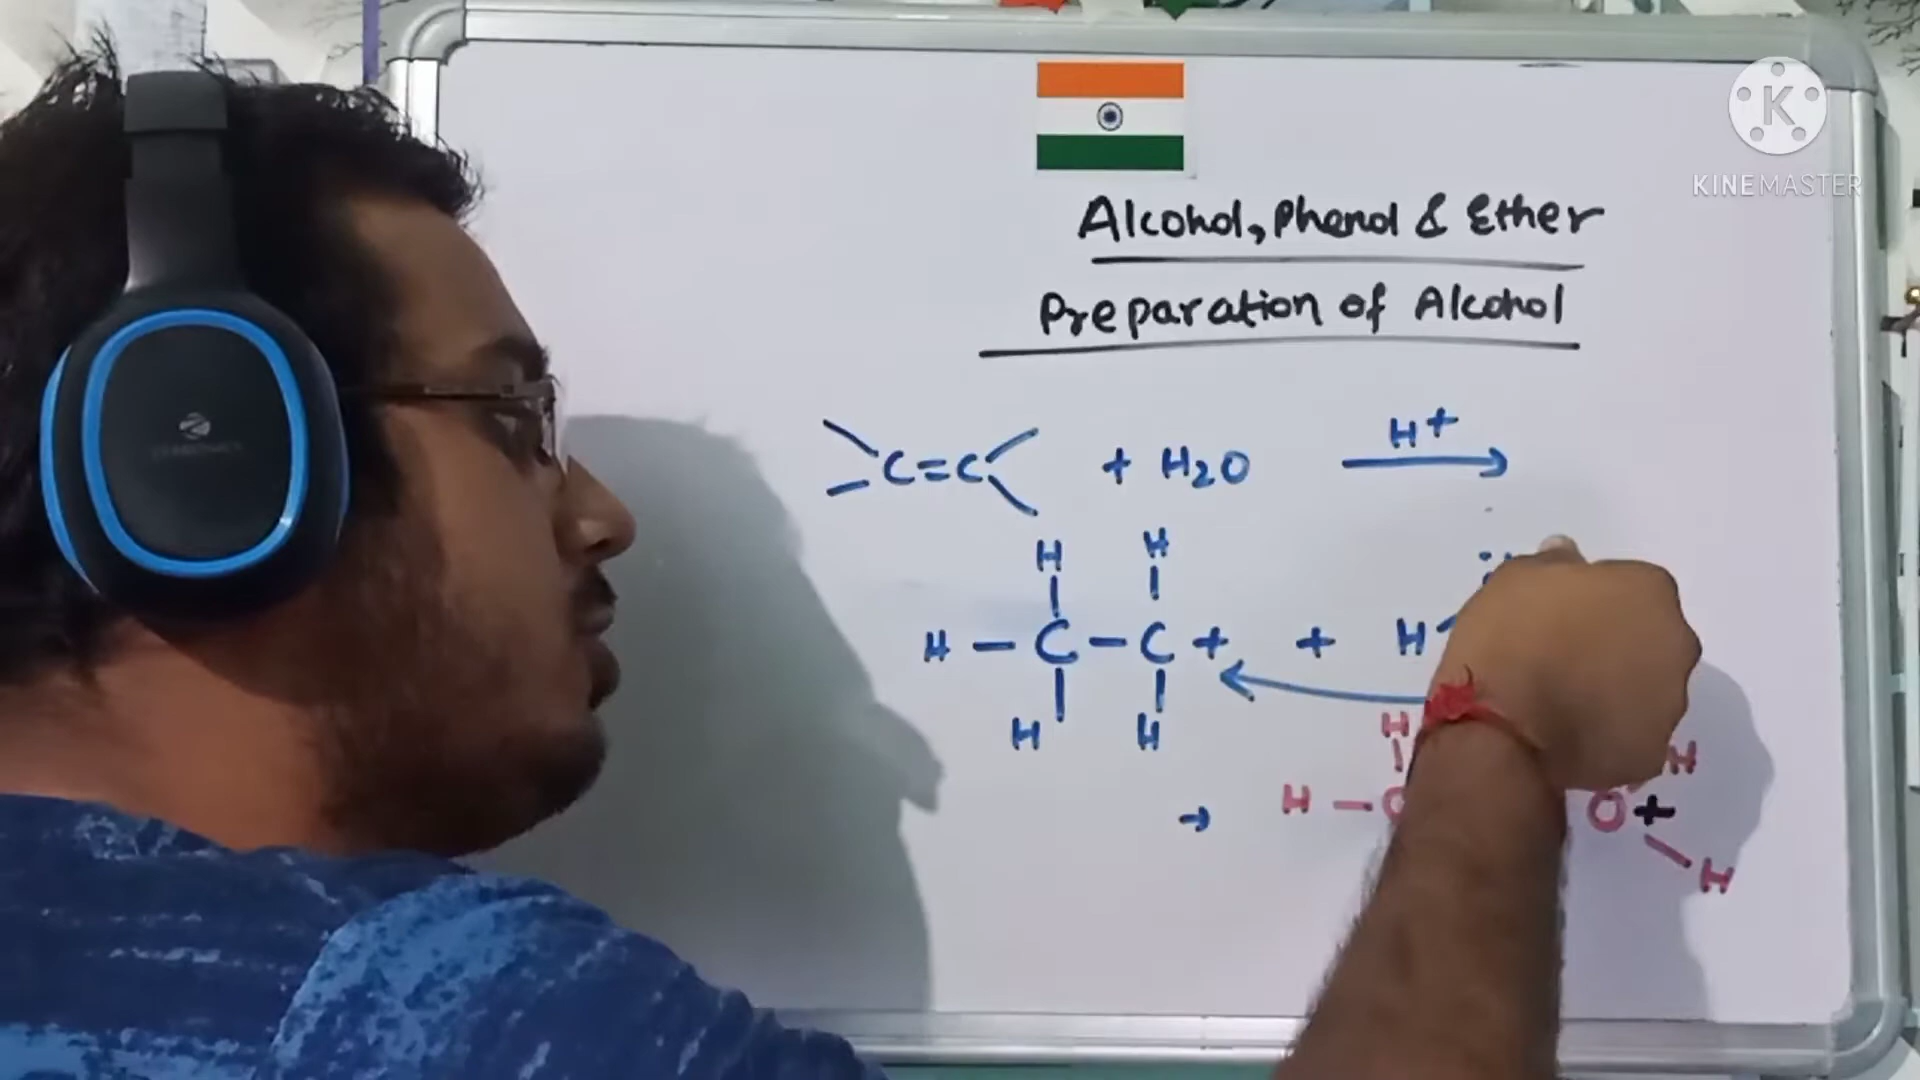 KINEMASTER
Alcohol, Phenol & Ether
Preparation of Alcohol
C=C + H2O H+ →
H H
H - C - C + + H
H H
H H
→ H - O O +
H